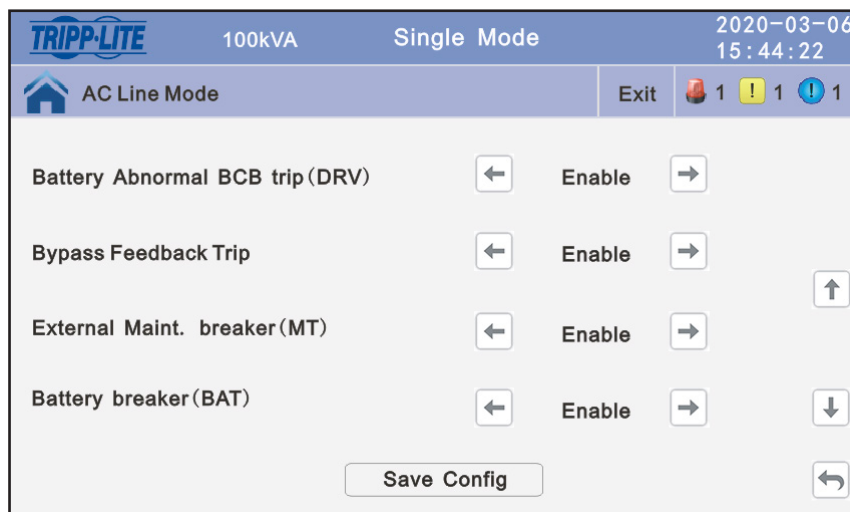 TRIPP·LITE 100kVA Single Mode 2020-03-06
15:44:22
AC Line Mode Exit 1 ! 1 ! 1
Battery Abnormal BCB trip(DRV) Enable
Bypass Feedback Trip Enable
External Maint. breaker(MT) Enable
Battery breaker(BAT) Enable
Save Config